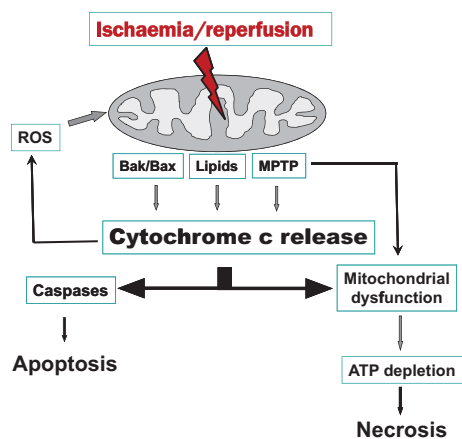 Ischaemia/reperfusion
ROS
Bak/Bax
Lipids
MPTP
Cytochrome c release
Caspases
Mitochondrial
dysfunction
Apoptosis
ATP depletion
Necrosis